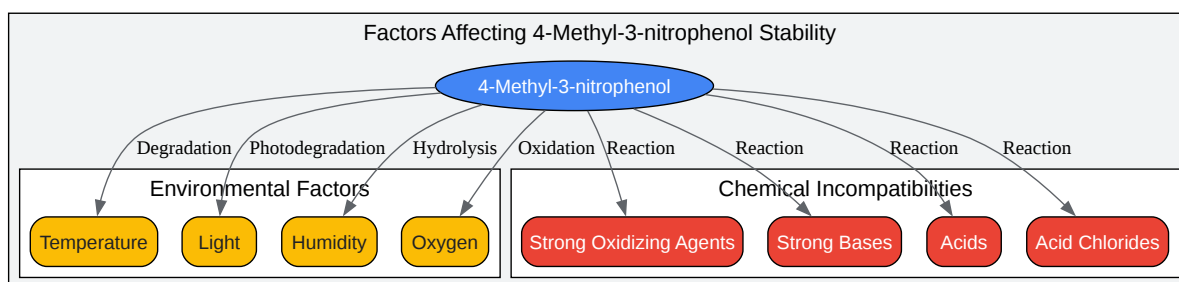 Factors Affecting 4-Methyl-3-nitrophenol Stability
4-Methyl-3-nitrophenol
Degradation
Photodegradation
Hydrolysis
Oxidation
Reaction
Reaction
Reaction
Reaction
Environmental Factors
Chemical Incompatibilities
Temperature
Light
Humidity
Oxygen
Strong Oxidizing Agents
Strong Bases
Acids
Acid Chlorides